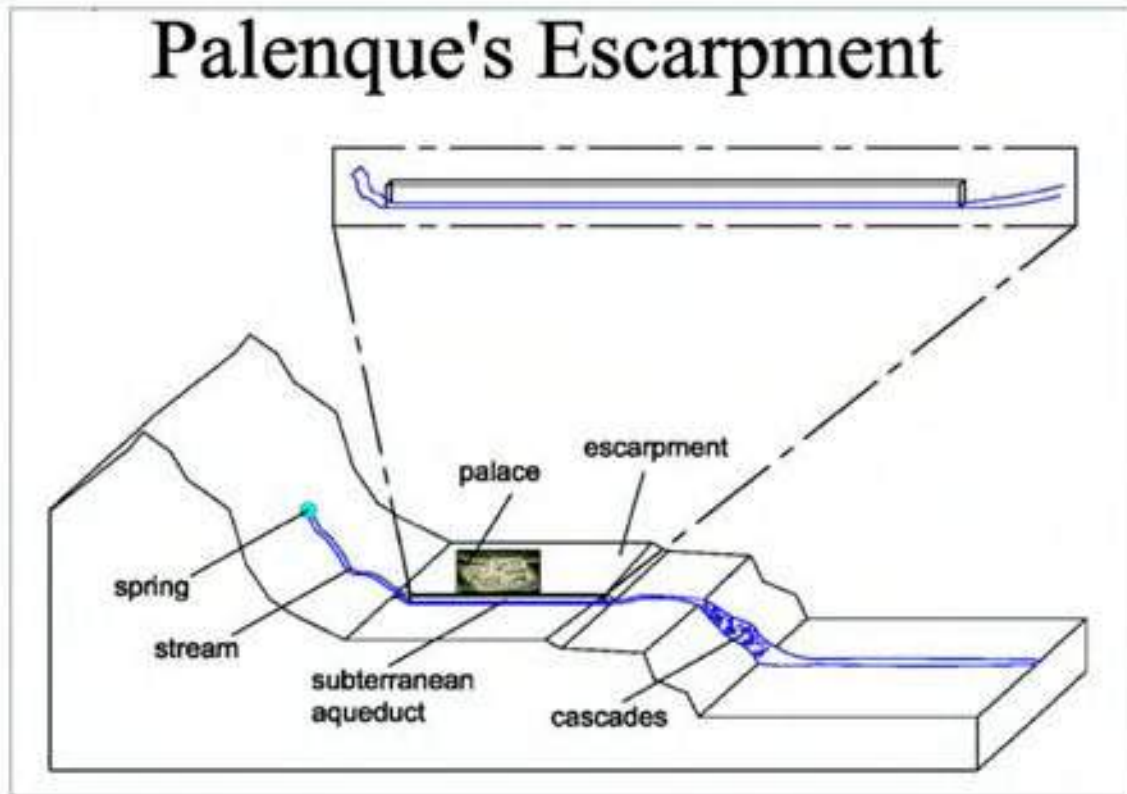 Palenque's Escarpment
escarpment
palace
spring
stream
subterranean
aqueduct
cascades